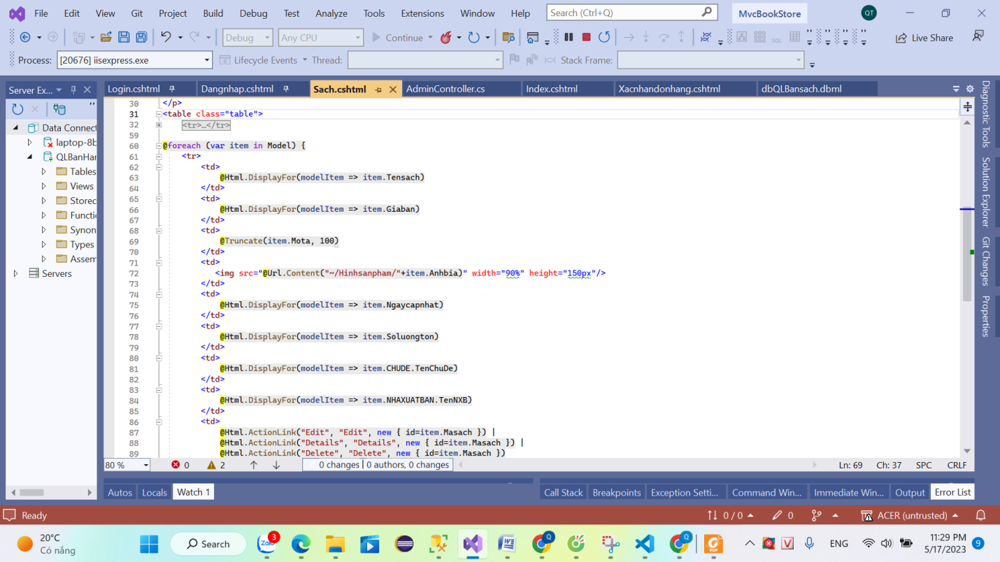 File Edit View Git Project Build Debug Test Analyze Tools Extensions Window Help Search (Ctrl+Q) MvcBookStore QT
Debug Any CPU Continue Live Share
Process: [20676] iisexpress.exe Lifecycle Events Thread: Stack Frame:
Server Ex... Login.cshtml Dangnhap.cshtml Sach.cshtml AdminController.cs Index.cshtml Xacnhandonhang.cshtml dbQLBansach.dbml
Data Connect
laptop-8b
QLBanHar
Tables
Views
Storec
Functi
Synon
Types
Assem
Servers
30 </p>
31 <table class="table">
32 <tr>…</tr>
59
60 @foreach (var item in Model) {
61 <tr>
62 <td>
63 @Html.DisplayFor(modelItem => item.Tensach)
64 </td>
65 <td>
66 @Html.DisplayFor(modelItem => item.Giaban)
67 </td>
68 <td>
69 @Truncate(item.Mota, 100)
70 </td>
71 <td>
72 <img src="@Url.Content("~/Hinhsanpham/"+item.Anhbia)" width="90%" height="150px"/>
73 </td>
74 <td>
75 @Html.DisplayFor(modelItem => item.Ngaycapnhat)
76 </td>
77 <td>
78 @Html.DisplayFor(modelItem => item.Soluongton)
79 </td>
80 <td>
81 @Html.DisplayFor(modelItem => item.CHUDE.TenChuDe)
82 </td>
83 <td>
84 @Html.DisplayFor(modelItem => item.NHAXUATBAN.TenNXB)
85 </td>
86 <td>
87 @Html.ActionLink("Edit", "Edit", new { id=item.Masach }) |
88 @Html.ActionLink("Details", "Details", new { id=item.Masach }) |
89 @Html.ActionLink("Delete", "Delete", new { id=item.Masach })
Diagnostic Tools
Solution Explorer
Git Changes
Properties
80 % 0 2 0 changes | 0 authors, 0 changes Ln: 69 Ch: 37 SPC CRLF
Autos Locals Watch 1 Call Stack Breakpoints Exception Setti... Command Win... Immediate Win... Output Error List
Ready 0 / 0 0 ACER (untrusted)
20°C
Có nắng
Search
Zalo 3
ENG
11:29 PM
5/17/2023
9